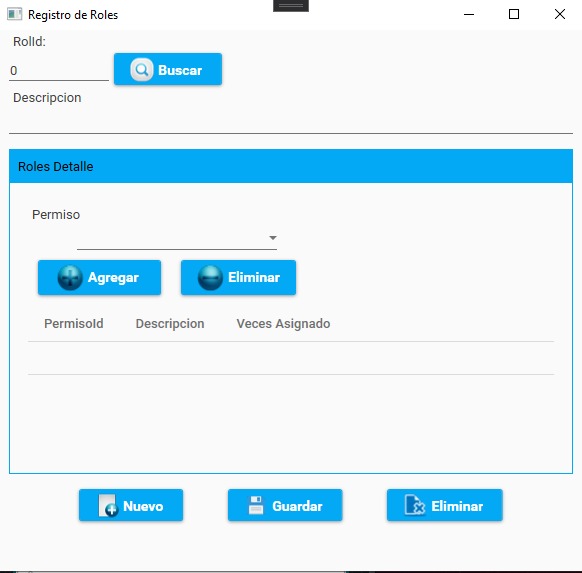 Registro de Roles
RolId:
0
Buscar
Descripcion
Roles Detalle
Permiso
Agregar Eliminar
PermisoId Descripcion Veces Asignado
Nuevo Guardar Eliminar